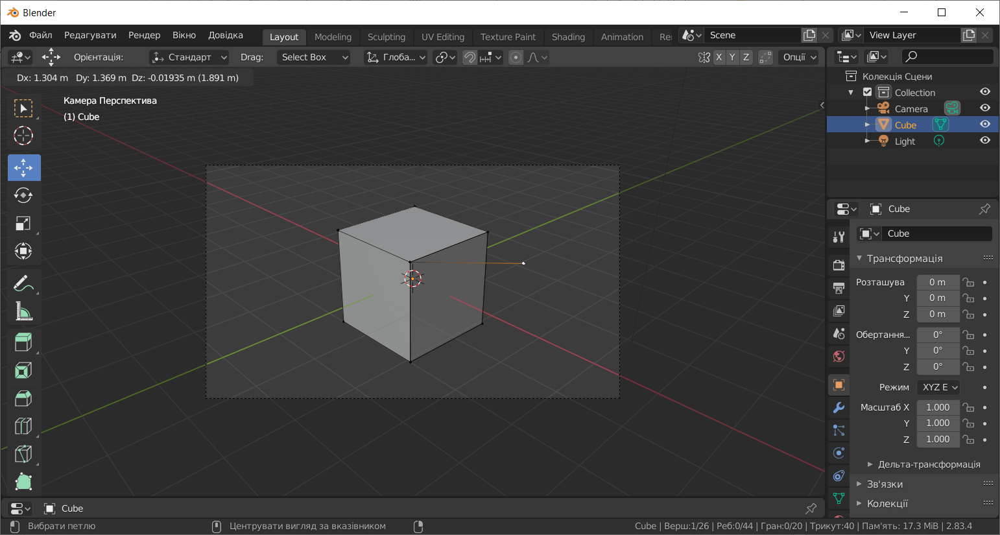 Blender
Файл Редагувати Рендер Вікно Довідка Layout Modeling Sculpting UV Editing Texture Paint Shading Animation Re Scene View Layer
Орієнтація: Стандарт Drag: Select Box Глоба... X Y Z Опції
Dx: 1.304 m Dy: 1.369 m Dz: -0.01935 m (1.891 m)
Камера Перспектива
(1) Cube
Колекція Сцени
Collection
Camera
Cube
Light
Cube
Cube
Трансформація
Розташува 0 m
Y 0 m
Z 0 m
Обертання... 0°
Y 0°
Z 0°
Режим XYZ E
Масштаб X 1.000
Y 1.000
Z 1.000
Дельта-трансформація
Зв'язки
Колекції
Cube
Вибрати петлю Центрувати вигляд за вказівником Cube | Верш:1/26 | Реб:0/44 | Гран:0/20 | Трикут:40 | Пам'ять: 17.3 MiB | 2.83.4